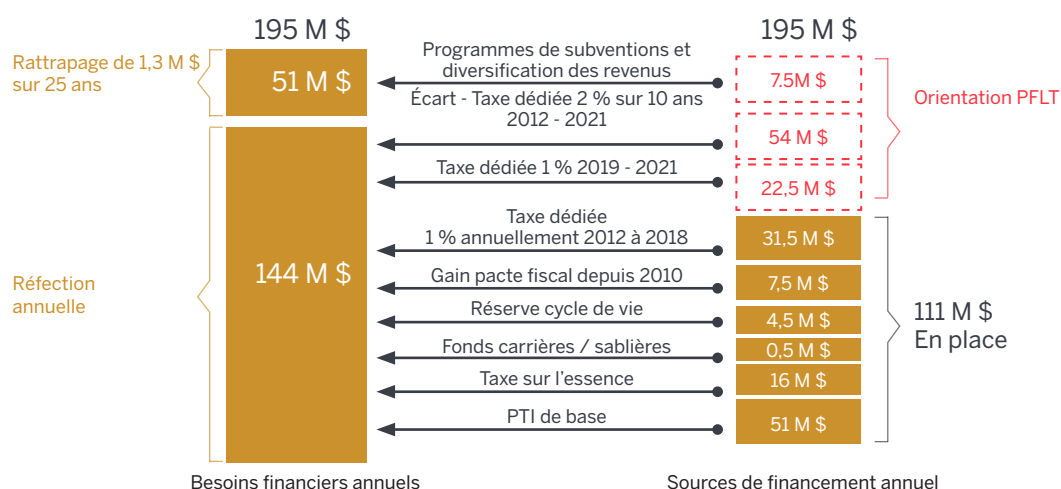 195 M $
195 M $
Rattrapage de 1,3 M $
sur 25 ans
51 M $
Programmes de subventions et
diversification des revenus
7.5M $
Orientation PFLT
Écart - Taxe dédiée 2 % sur 10 ans
2012 - 2021
54 M $
Taxe dédiée 1 % 2019 - 2021
22,5 M $
Taxe dédiée
1 % annuellement 2012 à 2018
31,5 M $
Réfection
annuelle
144 M $
Gain pacte fiscal depuis 2010
7,5 M $
Réserve cycle de vie
4,5 M $
111 M $
En place
Fonds carrières / sablières
0,5 M $
Taxe sur l'essence
16 M $
PTI de base
51 M $
Besoins financiers annuels
Sources de financement annuel